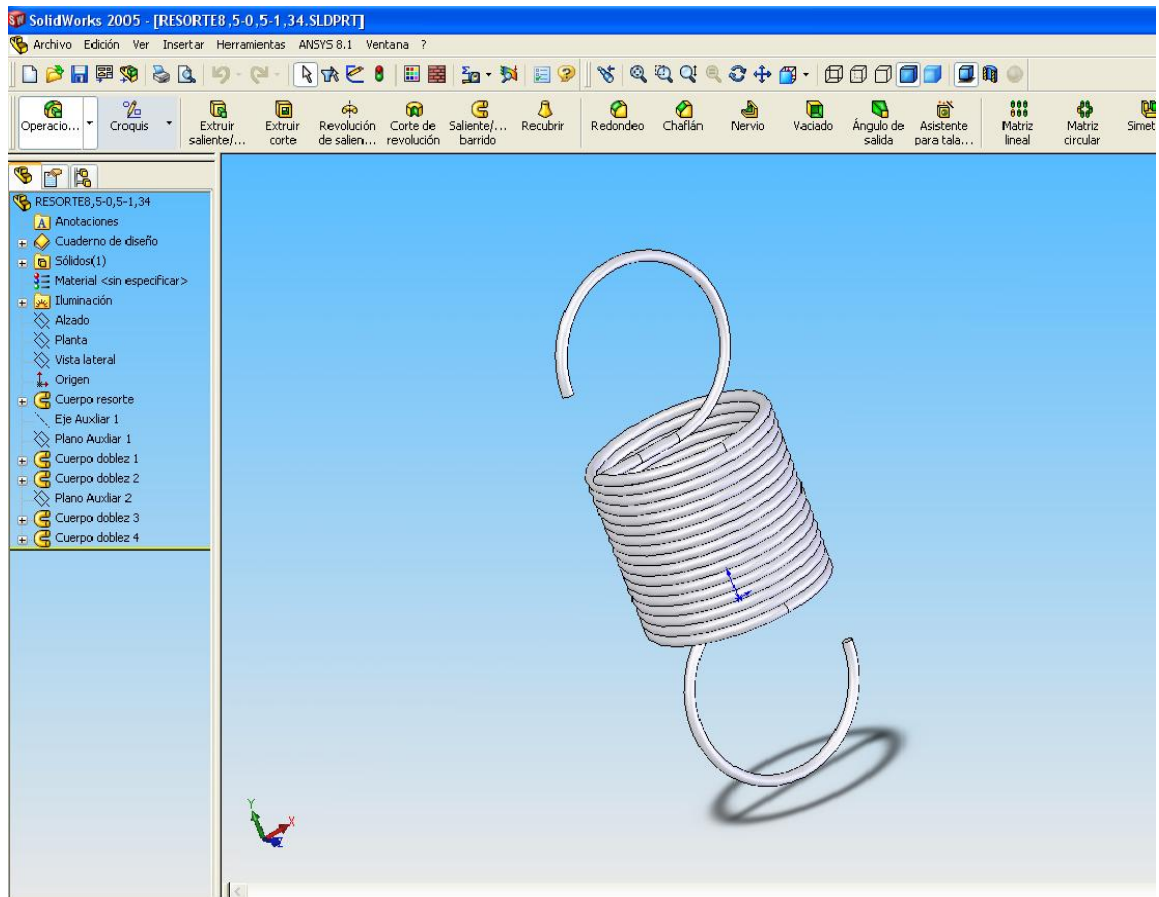 SolidWorks 2005 - [RESORTE8,5-0,5-1,34.SLDPRT]
Archivo Edición Ver Insertar Herramientas ANSYS 8.1 Ventana ?
Operacio... Croquis Extruir saliente/... Extruir corte Revolución de salien... Corte de revolución Saliente/... barrido Recubrir Redondeo Chaflán Nervio Vaciado Ángulo de salida Asistente para tala... Matriz lineal Matriz circular Simet
RESORTE8,5-0,5-1,34
A Anotaciones
Cuaderno de diseño
Sólidos(1)
Material <sin especificar>
Iluminación
Alzado
Planta
Vista lateral
Origen
Cuerpo resorte
Eje Auxliar 1
Plano Auxliar 1
Cuerpo doblez 1
Cuerpo doblez 2
Plano Auxliar 2
Cuerpo doblez 3
Cuerpo doblez 4
Y
X
Z